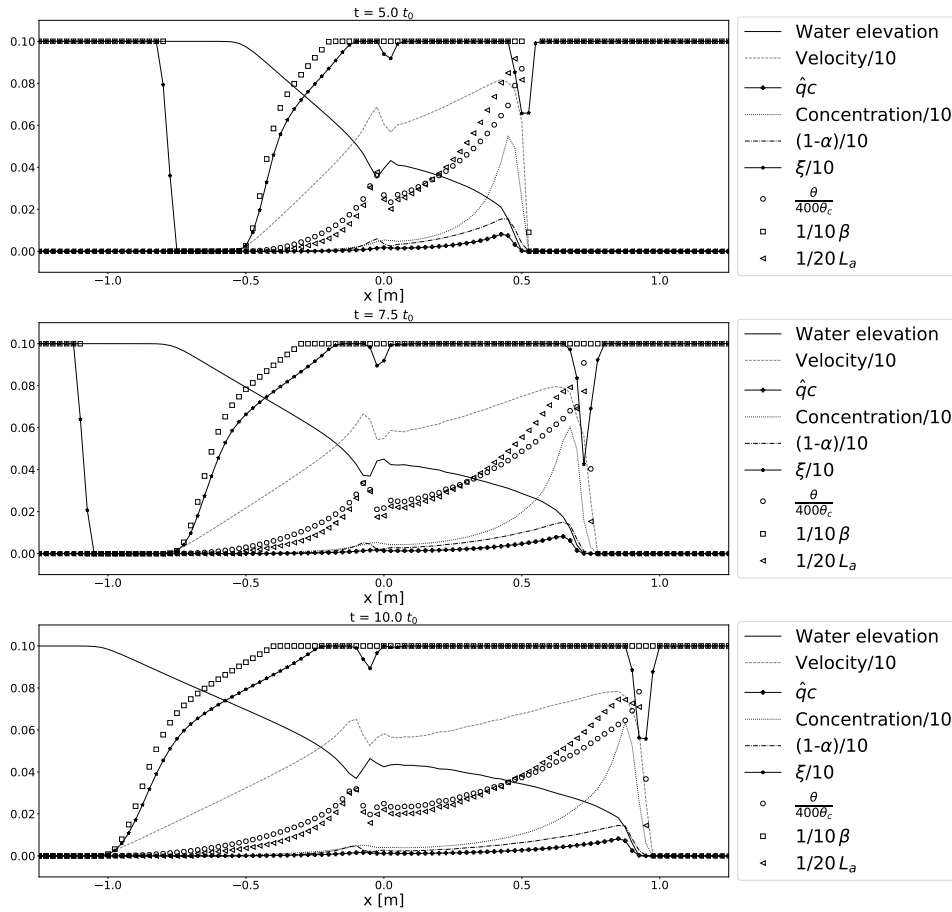 t = 5.0 t₀
0.10
0.08
0.06
0.04
0.02
0.00
−1.0 −0.5 0.0 0.5 1.0
x [m]
Water elevation
Velocity/10
q̂c
Concentration/10
(1-α)/10
ξ/10
θ/400θ_c
1/10 β
1/20 L_a
t = 7.5 t₀
0.10
0.08
0.06
0.04
0.02
0.00
−1.0 −0.5 0.0 0.5 1.0
x [m]
Water elevation
Velocity/10
q̂c
Concentration/10
(1-α)/10
ξ/10
θ/400θ_c
1/10 β
1/20 L_a
t = 10.0 t₀
0.10
0.08
0.06
0.04
0.02
0.00
−1.0 −0.5 0.0 0.5 1.0
x [m]
Water elevation
Velocity/10
q̂c
Concentration/10
(1-α)/10
ξ/10
θ/400θ_c
1/10 β
1/20 L_a